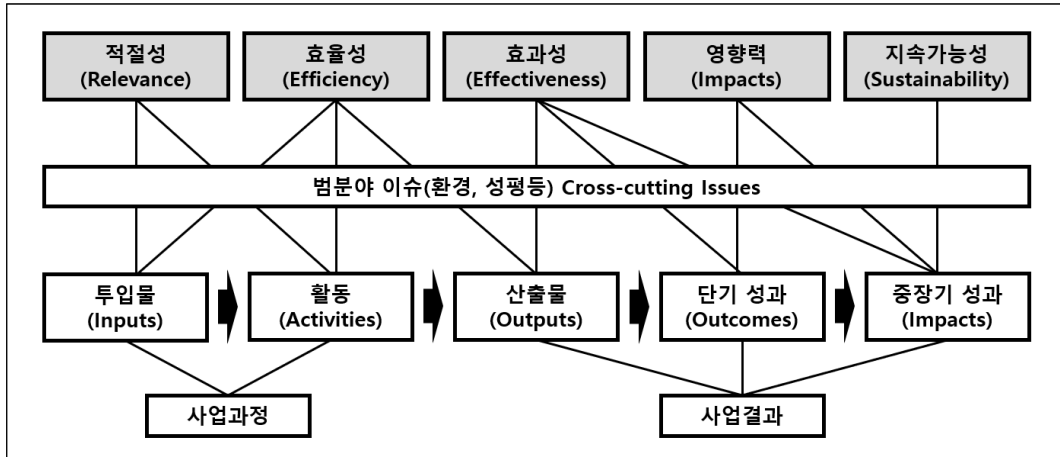 적절성
(Relevance)
효율성
(Efficiency)
효과성
(Effectiveness)
영향력
(Impacts)
지속가능성
(Sustainability)
범분야 이슈(환경, 성평등) Cross-cutting Issues
투입물
(Inputs)
활동
(Activities)
산출물
(Outputs)
단기 성과
(Outcomes)
중장기 성과
(Impacts)
사업과정
사업결과